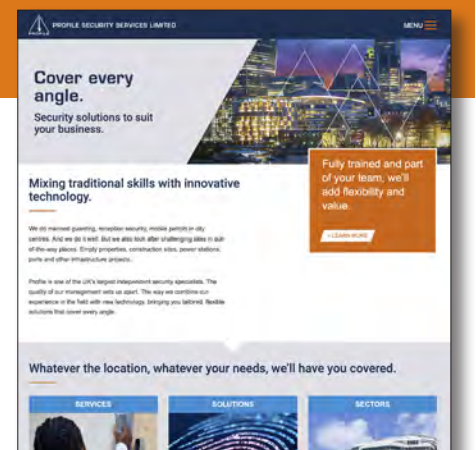 PROFILE
PROFILE SECURITY SERVICES LIMITED
MENU
Cover every
angle.
Security solutions to suit
your business.
Fully trained and part
of your team, we'll
add flexibility and
value.
LEARN MORE
Mixing traditional skills with innovative
technology.
We do manned guarding, reception security, mobile patrols in city
centres. And we do it well. But we also look after challenging sites in out-
of-the-way places. Empty properties, construction sites, power stations,
ports and other infrastructure projects.
Profile is one of the UK's largest independent security specialists. The
quality of our management sets us apart. The way we combine our
experience in the field with new technology, bringing you tailored, flexible
solutions that cover every angle.
Whatever the location, whatever your needs, we'll have you covered.
SERVICES
SOLUTIONS
SECTORS